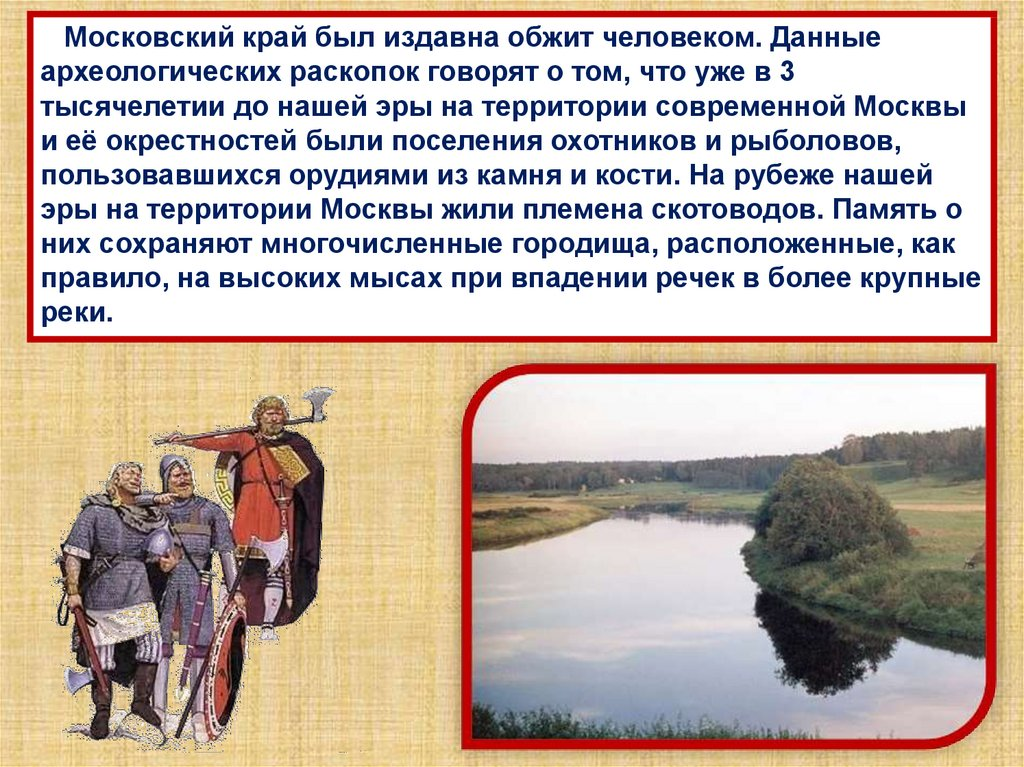 Московский край был издавна обжит человеком. Данные
археологических раскопок говорят о том, что уже в 3
тысячелетии до нашей эры на территории современной Москвы
и её окрестностей были поселения охотников и рыболовов,
пользовавшихся орудиями из камня и кости. На рубеже нашей
эры на территории Москвы жили племена скотоводов. Память о
них сохраняют многочисленные городища, расположенные, как
правило, на высоких мысах при впадении речек в более крупные
реки.